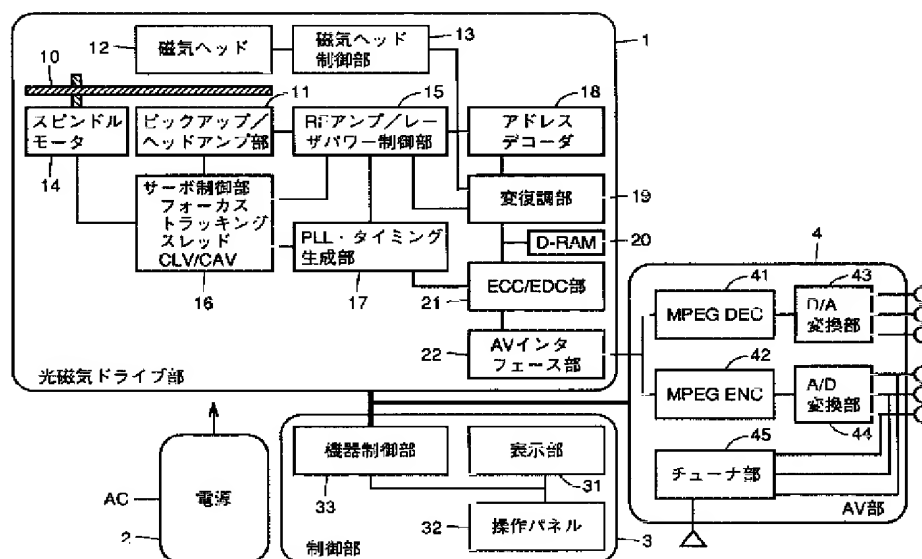 12
磁気ヘッド
磁気ヘッド
制御部
13
1
10
11
15
18
スピンドル
モータ
14
ピックアップ/
ヘッドアンプ部
RFアンプ/レー
ザパワー制御部
アドレス
デコーダ
サーボ制御部
フォーカス
トラッキング
スレッド
CLV/CAV
16
PLL・タイミング
生成部
17
変復調部
19
D-RAM
20
ECC/EDC部
21
AVインタ
フェース部
22
光磁気ドライブ部
4
41
MPEG DEC
43
D/A
変換部
42
MPEG ENC
A/D
変換部
44
45
チューナ部
AV部
AC
電源
2
機器制御部
33
表示部
31
32
操作パネル
制御部
3